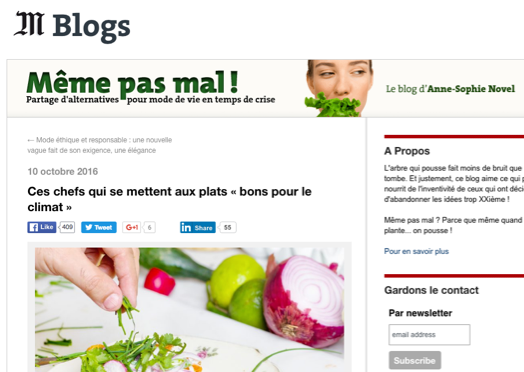 M Blogs
Même pas mal !
Partage d'alternatives pour mode de vie en temps de crise
Le blog d'Anne-Sophie Novel
← Mode éthique et responsable : une nouvelle
vague fait de son exigence, une élégance
10 octobre 2016
Ces chefs qui se mettent aux plats « bons pour le
climat »
Like 409 Tweet G+1 6 in Share 55
A Propos
L'arbre qui pousse fait moins de bruit que
tombe. Et justement, ce blog aime ce qui p
nourrit de l'inventivité de ceux qui ont déci
d'abandonner les idées trop XXième !
Même pas mal ? Parce que même quand
plante... on pousse !
Pour en savoir plus
Gardons le contact
Par newsletter
email address
Subscribe